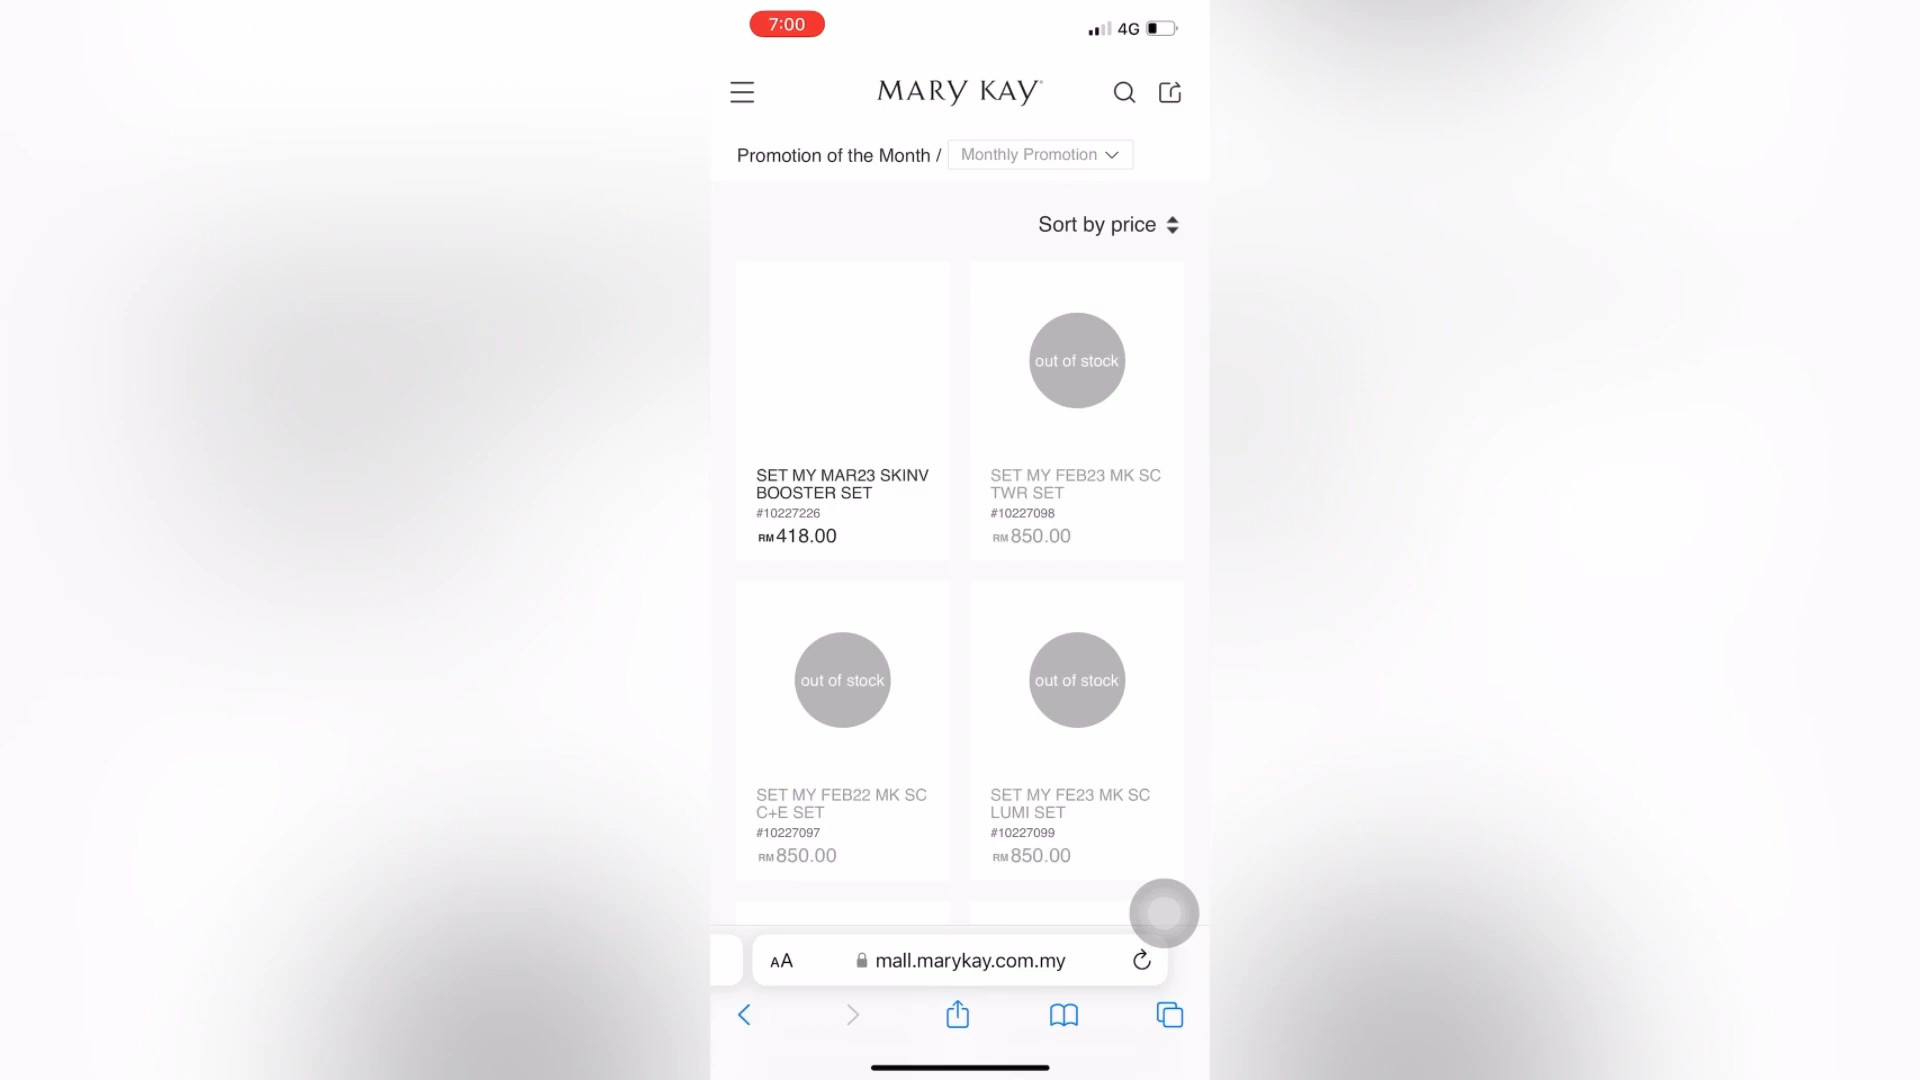 7:00
4G
MARY KAY
Promotion of the Month / Monthly Promotion
Sort by price
out of stock
SET MY MAR23 SKINV
BOOSTER SET
#10227226
RM418.00
SET MY FEB23 MK SC
TWR SET
#10227098
RM850.00
out of stock
out of stock
SET MY FEB22 MK SC
C+E SET
#10227097
RM850.00
SET MY FE23 MK SC
LUMI SET
#10227099
RM850.00
AA mall.marykay.com.my